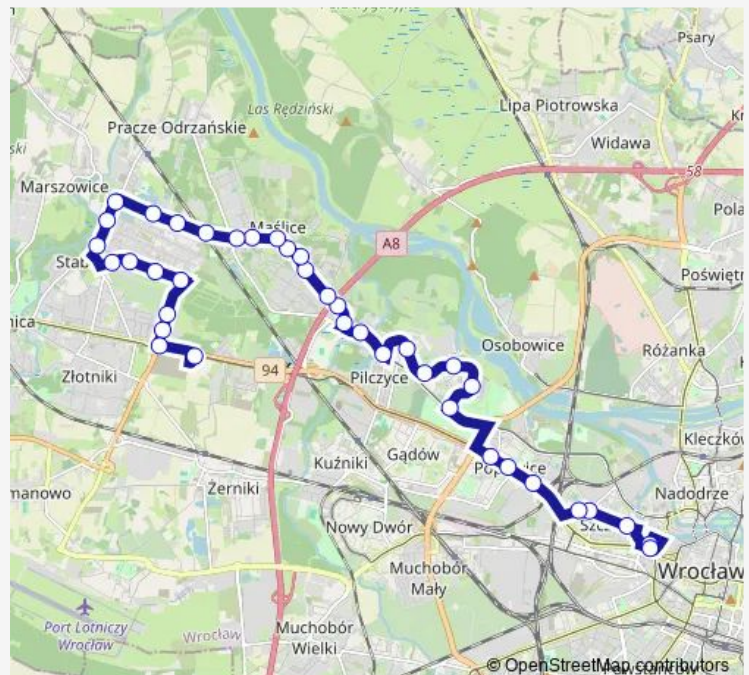 Psary
Las Rędziński
Lipa Piotrowska
Pracze Odrzańskie
Widawa
58
Marszowice
Pola
Maślice
A8
Stab
Poświętn
nica
Osobowice
94
Różanka
Złotniki
Pilczyce
Kleczków
Gądów
Popowice
Kuźniki
manowo
Żerniki
Nadodrze
Nowy Dwór
Szcz
Muchobór
Mały
Wrocław
Port Lotniczy
Wrocław
Wrocław
Muchobór
Wielki
© OpenStreetMap contributors